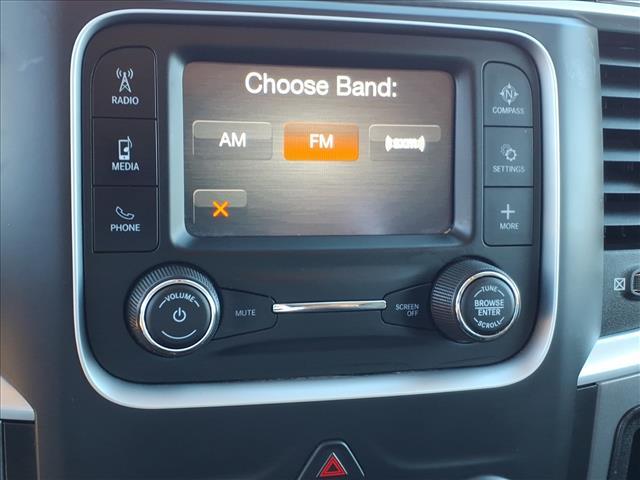 Choose Band:
AM
FM
((sxm))
RADIO
MEDIA
PHONE
N
COMPASS
SETTINGS
MORE
VOLUME
MUTE
SCREEN
OFF
TUNE
BROWSE
ENTER
SCROLL